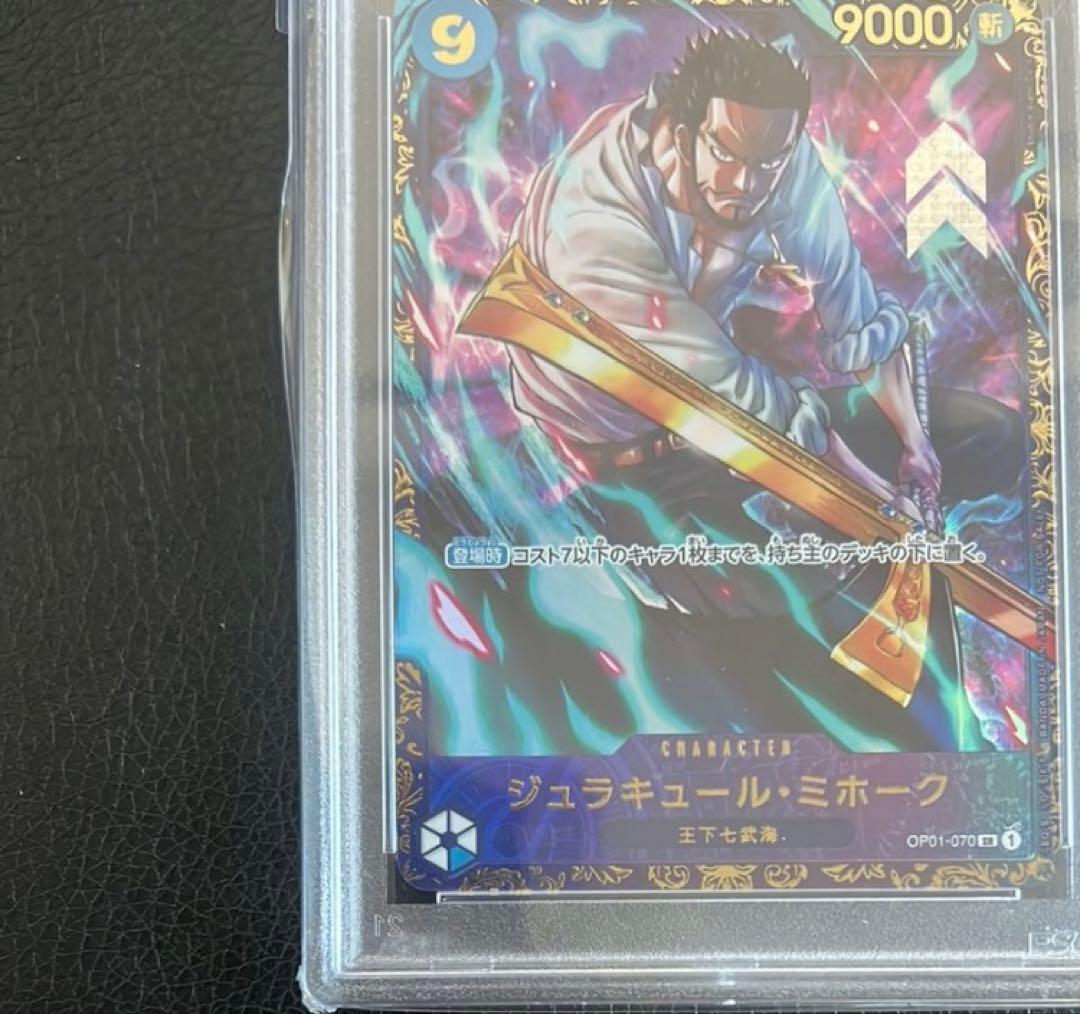 9
9000 斬
登場時 コスト7以下のキャラ1枚までを、持ち主のデッキの下に置く。
CHARACTER
ジュラキュール・ミホーク
王下七武海
OP01-070 SR 1